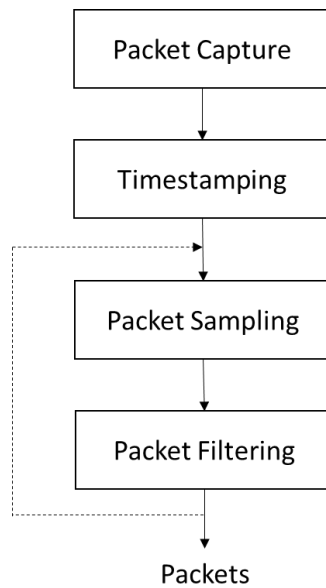 Packet Capture
Timestamping
Packet Sampling
Packet Filtering
Packets